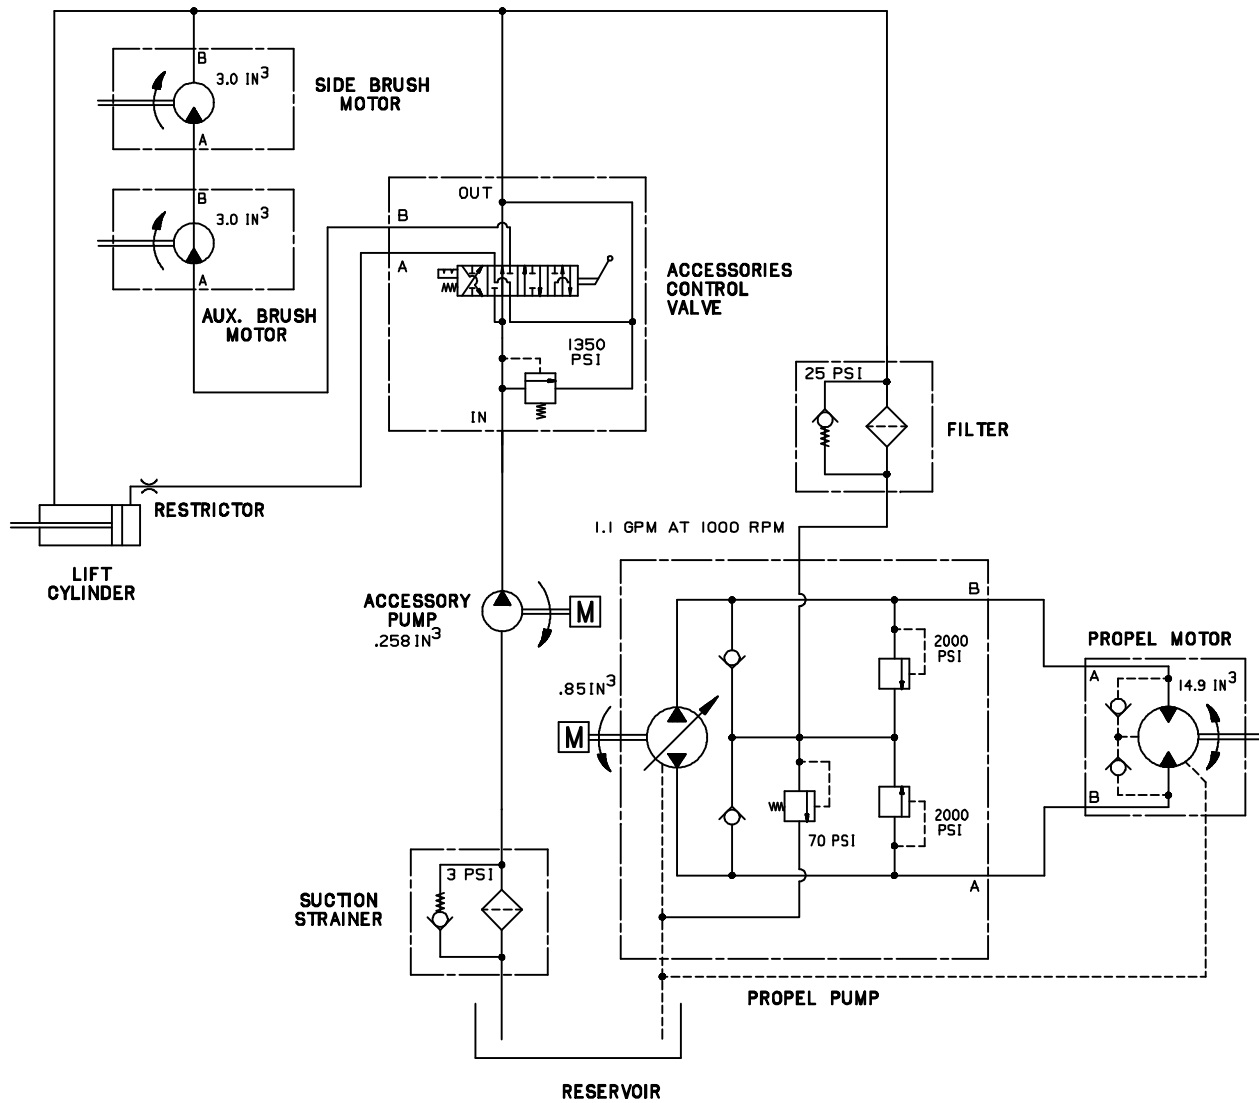 B
3.0 IN3
SIDE BRUSH
MOTOR
A
B
3.0 IN3
A
AUX. BRUSH
MOTOR
OUT
B
A
ACCESSORIES
CONTROL
VALVE
1350
PSI
IN
25 PSI
FILTER
RESTRICTOR
1.1 GPM AT 1000 RPM
LIFT
CYLINDER
ACCESSORY
PUMP
.258 IN3
M
B
2000
PSI
PROPEL MOTOR
A
14.9 IN3
.85 IN3
M
B
2000
PSI
70 PSI
A
3 PSI
SUCTION
STRAINER
PROPEL PUMP
RESERVOIR